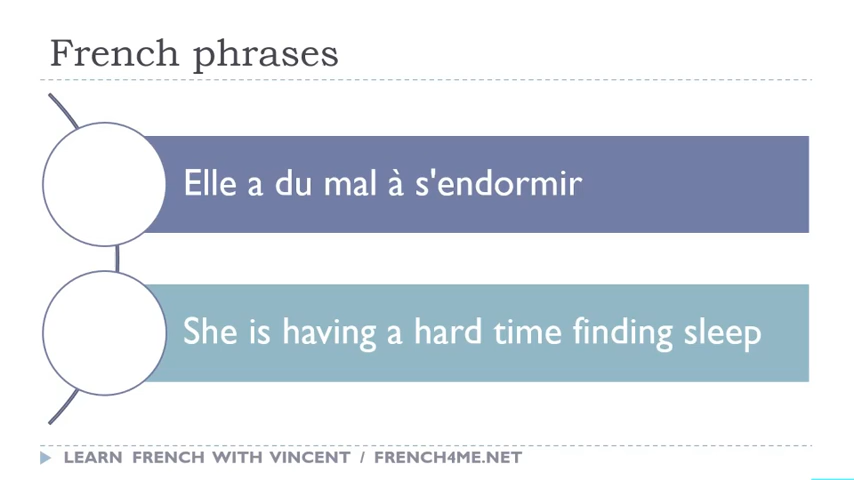 French phrases
Elle a du mal à s'endormir
She is having a hard time finding sleep
LEARN FRENCH WITH VINCENT / FRENCH4ME.NET